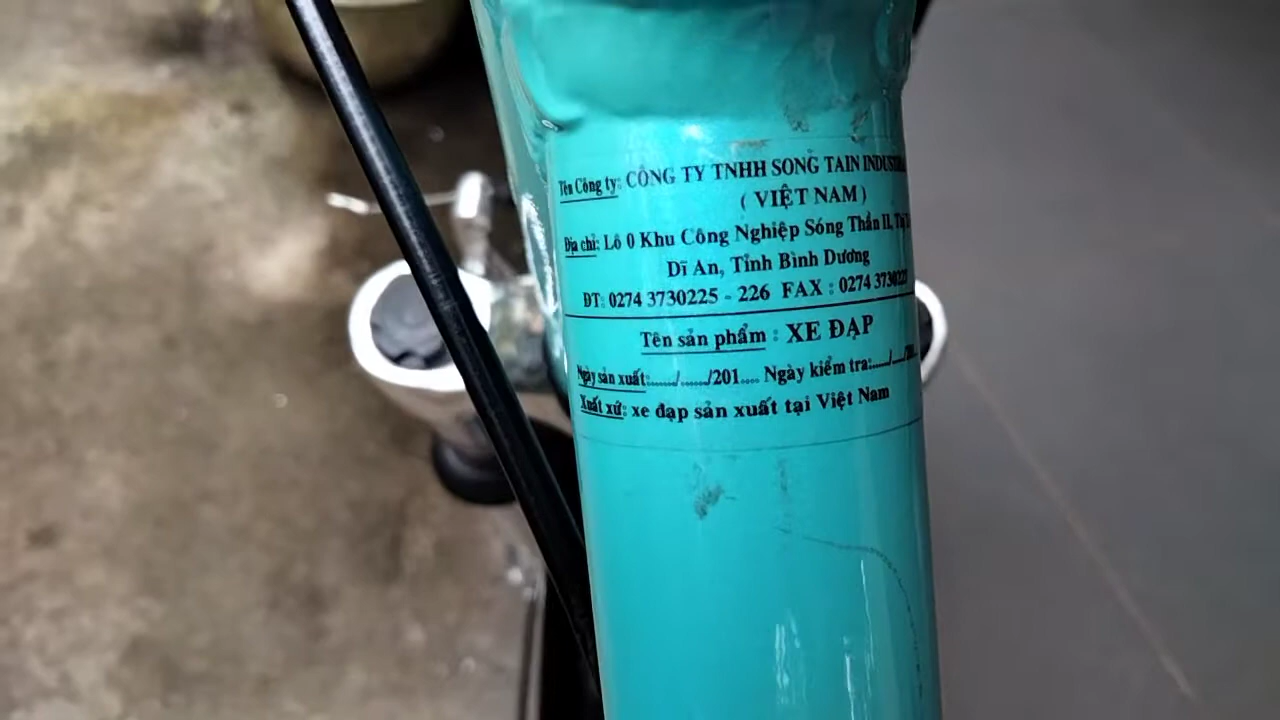 Tên Công ty: CÔNG TY TNHH SONG TAIN
( VIỆT NAM )
Địa chỉ: Lô 0 Khu Công Nghiệp Sóng Thần II,
Dĩ An, Tỉnh Bình Dương
ĐT: 0274 3730225 - 226 FAX : 0274
Tên sản phẩm : XE ĐẠP
Ngày sản xuất:......./......./201.... Ngày kiểm tra:....../...../
Xuất xứ: xe đạp sản xuất tại Việt Nam